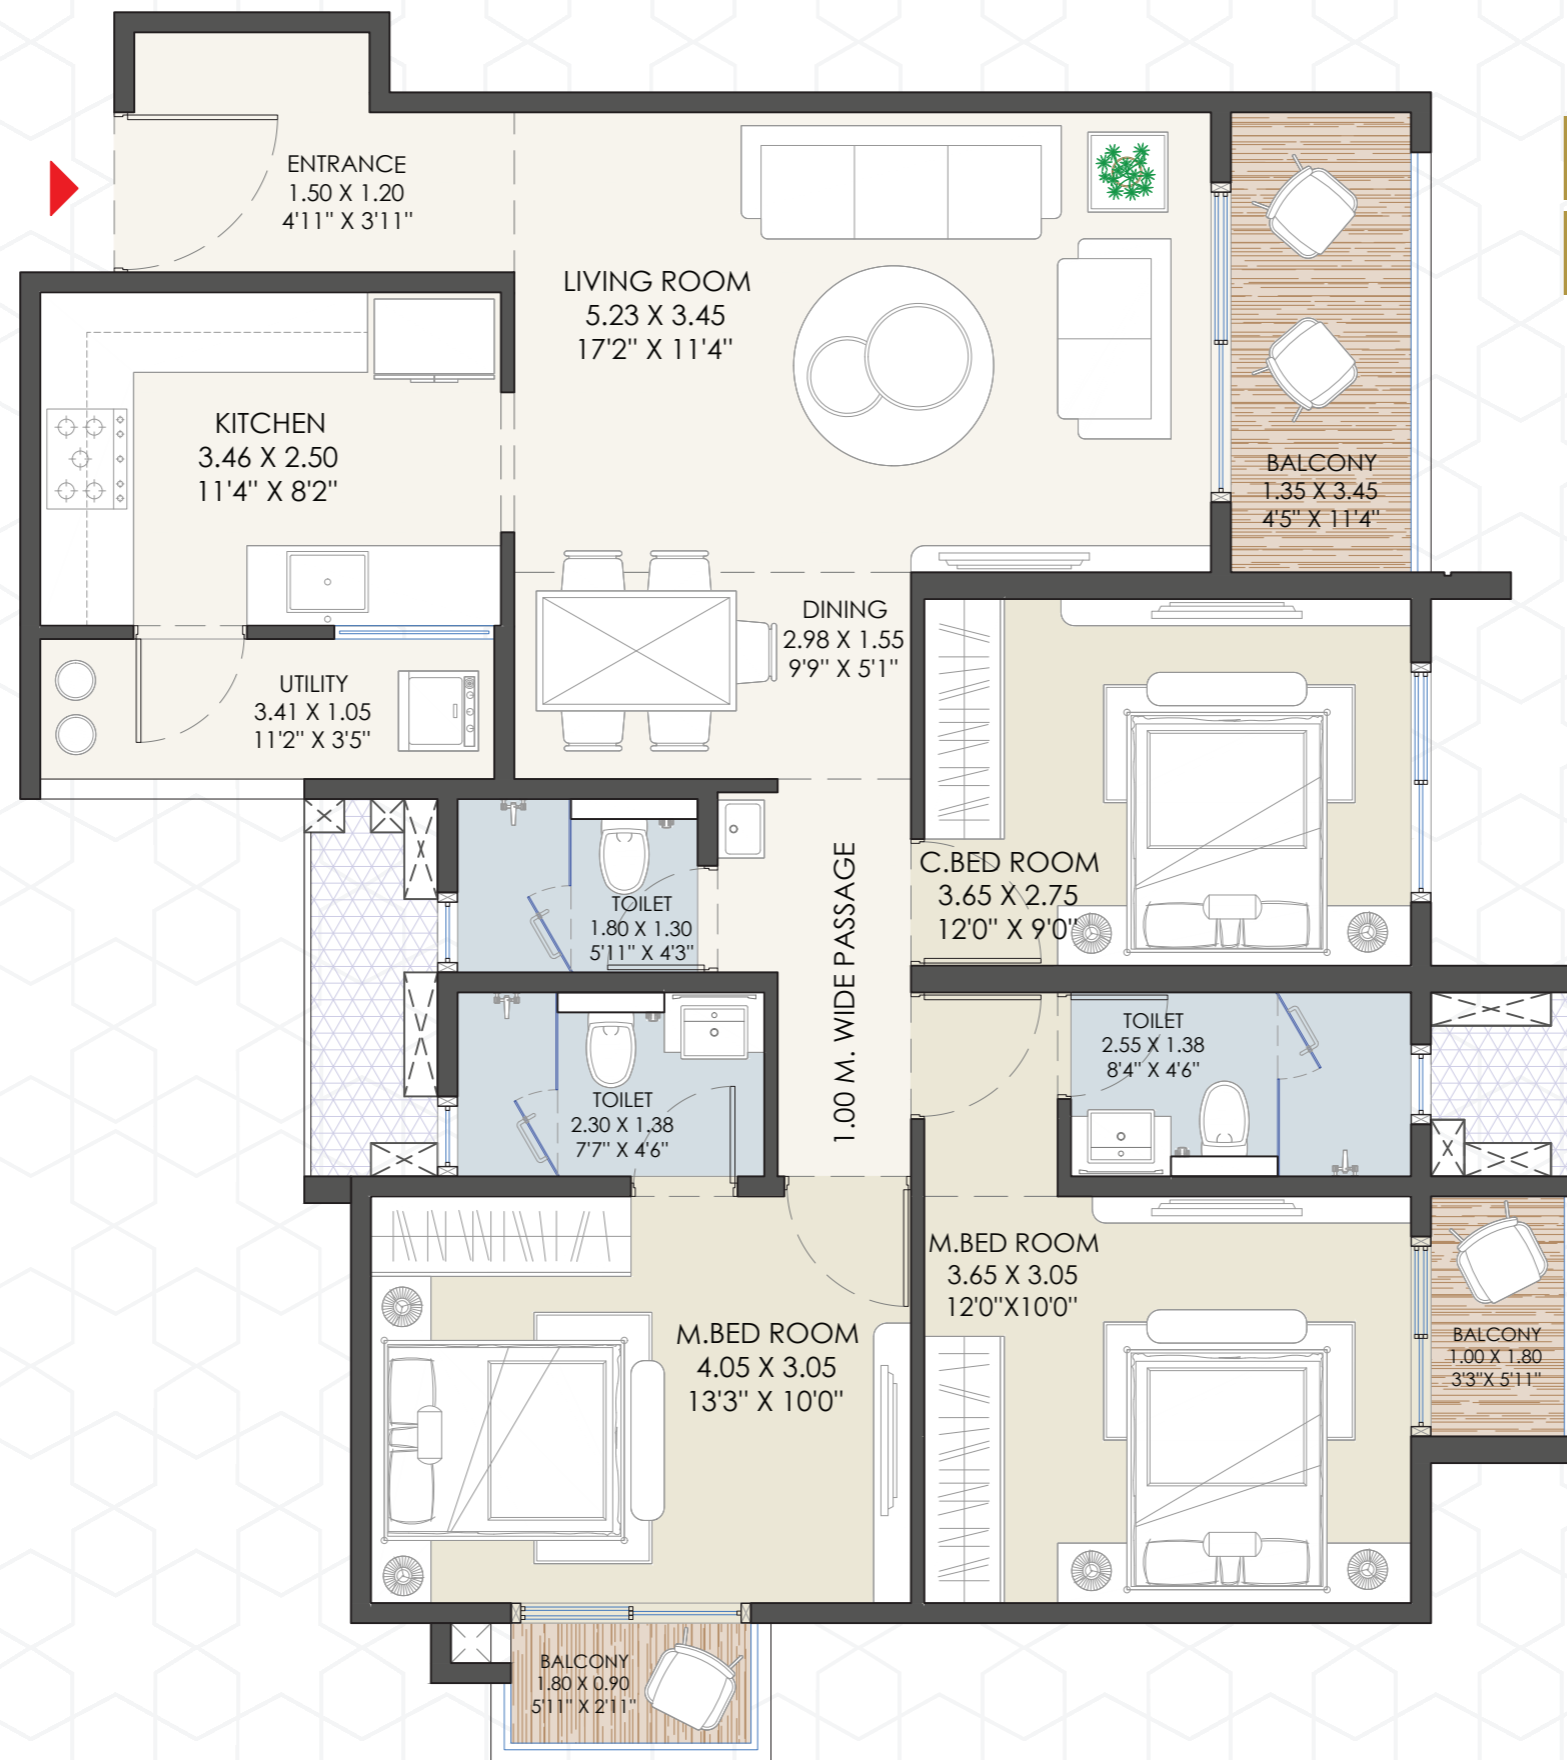 ENTRANCE
1.50 X 1.20
4'11" X 3'11"
LIVING ROOM
5.23 X 3.45
17'2" X 11'4"
KITCHEN
3.46 X 2.50
11'4" X 8'2"
BALCONY
1.35 X 3.45
4'5" X 11'4"
DINING
2.98 X 1.55
9'9" X 5'1"
UTILITY
3.41 X 1.05
11'2" X 3'5"
C.BED ROOM
3.65 X 2.75
12'0" X 9'0"
TOILET
1.80 X 1.30
5'11" X 4'3"
1.00 M. WIDE PASSAGE
TOILET
2.55 X 1.38
8'4" X 4'6"
TOILET
2.30 X 1.38
7'7" X 4'6"
M.BED ROOM
3.65 X 3.05
12'0"X10'0"
M.BED ROOM
4.05 X 3.05
13'3" X 10'0"
BALCONY
1.00 X 1.80
3'3"X 5'11"
BALCONY
1.80 X 0.90
5'11" X 2'11"